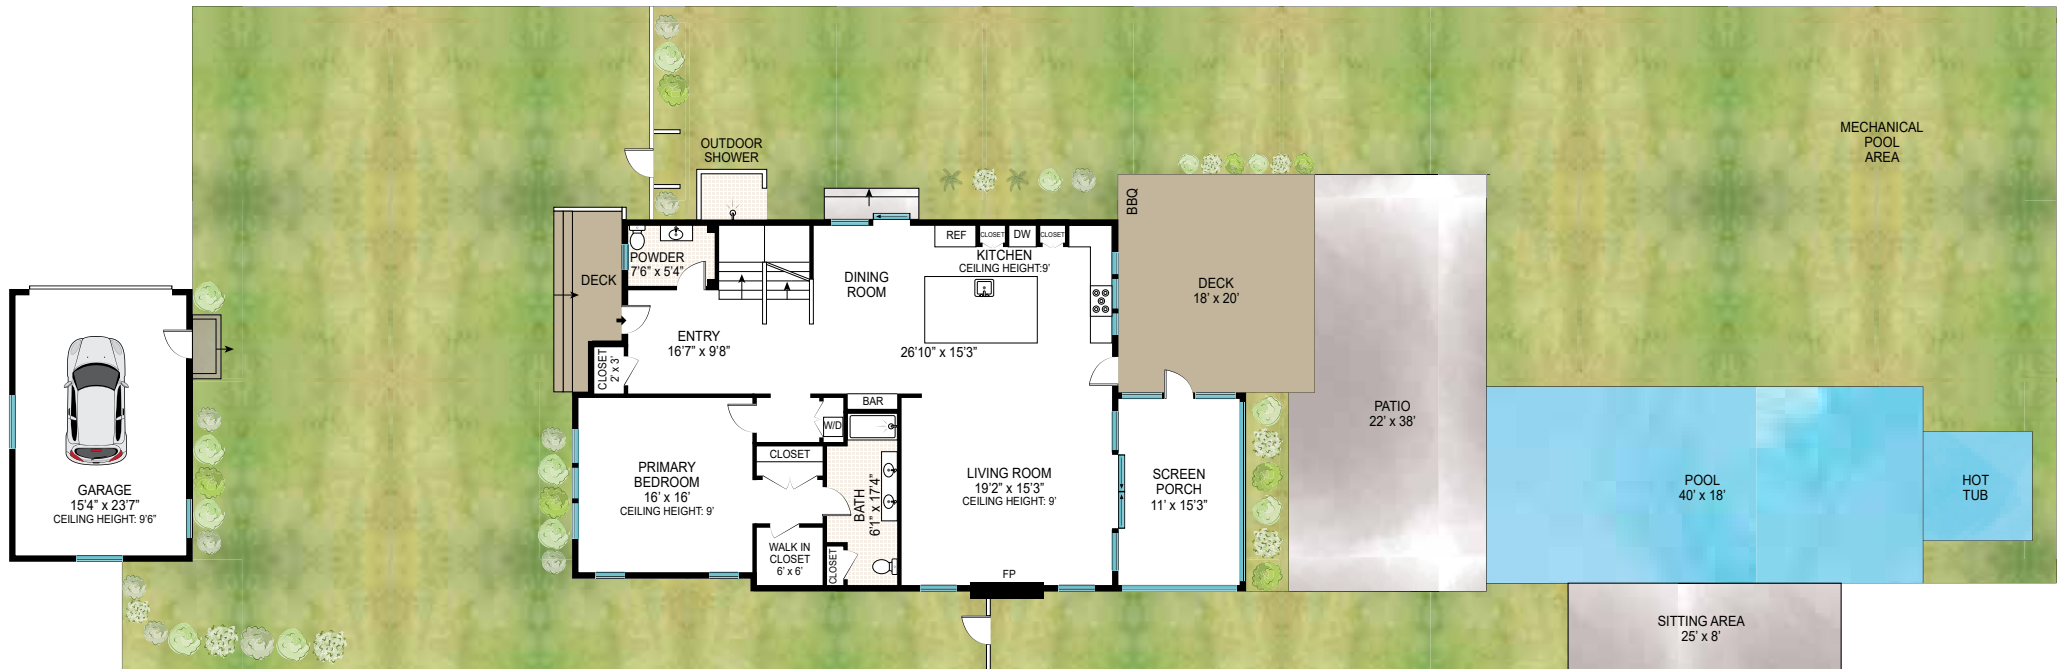 MECHANICAL
POOL
AREA
OUTDOOR
SHOWER
BBQ
REF
CLOSET
DW
CLOSET
KITCHEN
CEILING HEIGHT:9'
POWDER
7'6" x 5'4"
DECK
DINING
ROOM
DECK
18' x 20'
ENTRY
16'7" x 9'8"
26'10" x 15'3"
CLOSET
2' x 3'
BAR
W/D
PATIO
22' x 38'
CLOSET
PRIMARY
BEDROOM
16' x 16'
CEILING HEIGHT: 9'
BATH
6'1" x 17'4"
LIVING ROOM
19'2" x 15'3"
CEILING HEIGHT: 9'
SCREEN
PORCH
11' x 15'3"
POOL
40' x 18'
HOT
TUB
GARAGE
15'4" x 23'7"
CEILING HEIGHT: 9'6"
WALK IN
CLOSET
6' x 6'
CLOSET
FP
SITTING AREA
25' x 8'